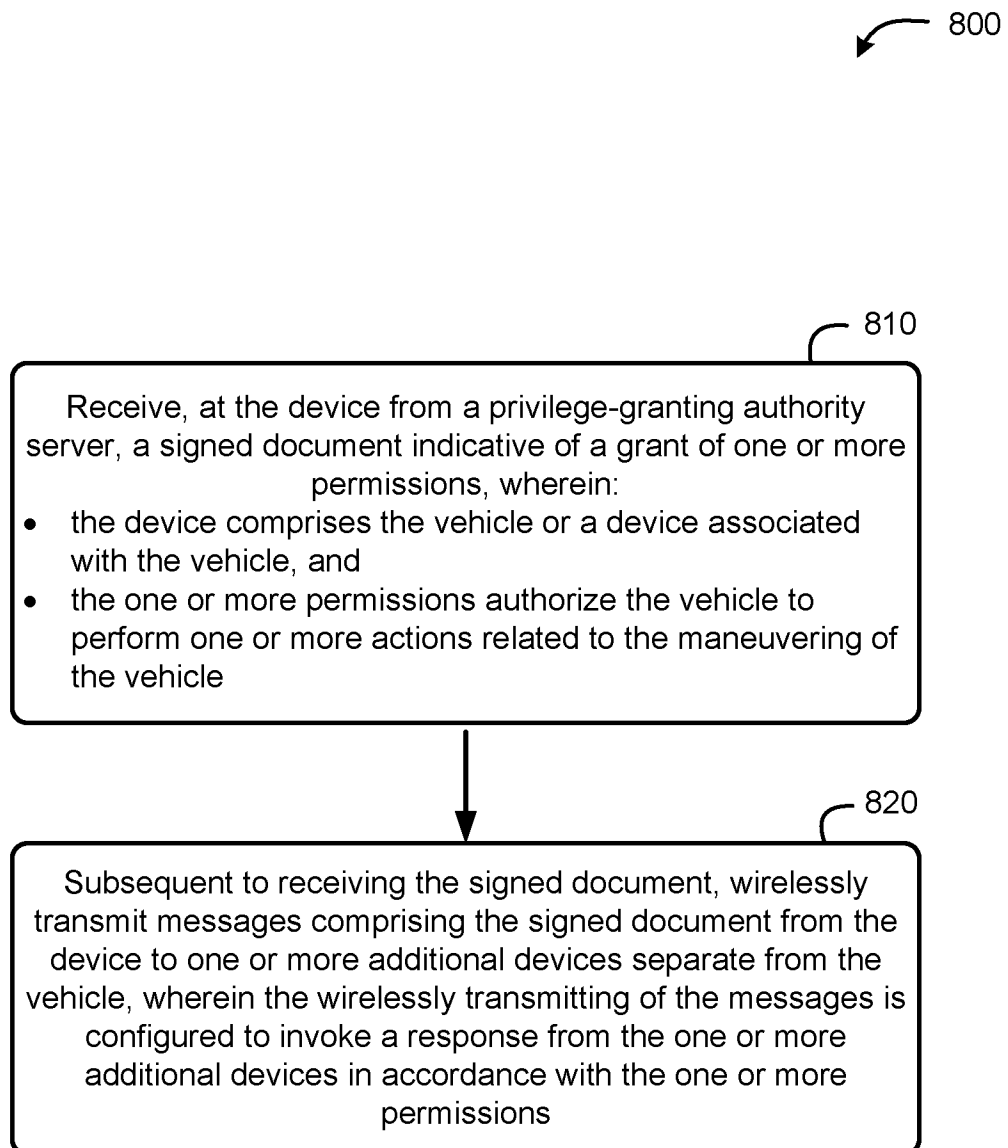 800
810
Receive, at the device from a privilege-granting authority
server, a signed document indicative of a grant of one or more
permissions, wherein:
• the device comprises the vehicle or a device associated
with the vehicle, and
• the one or more permissions authorize the vehicle to
perform one or more actions related to the maneuvering of
the vehicle
820
Subsequent to receiving the signed document, wirelessly
transmit messages comprising the signed document from the
device to one or more additional devices separate from the
vehicle, wherein the wirelessly transmitting of the messages is
configured to invoke a response from the one or more
additional devices in accordance with the one or more
permissions